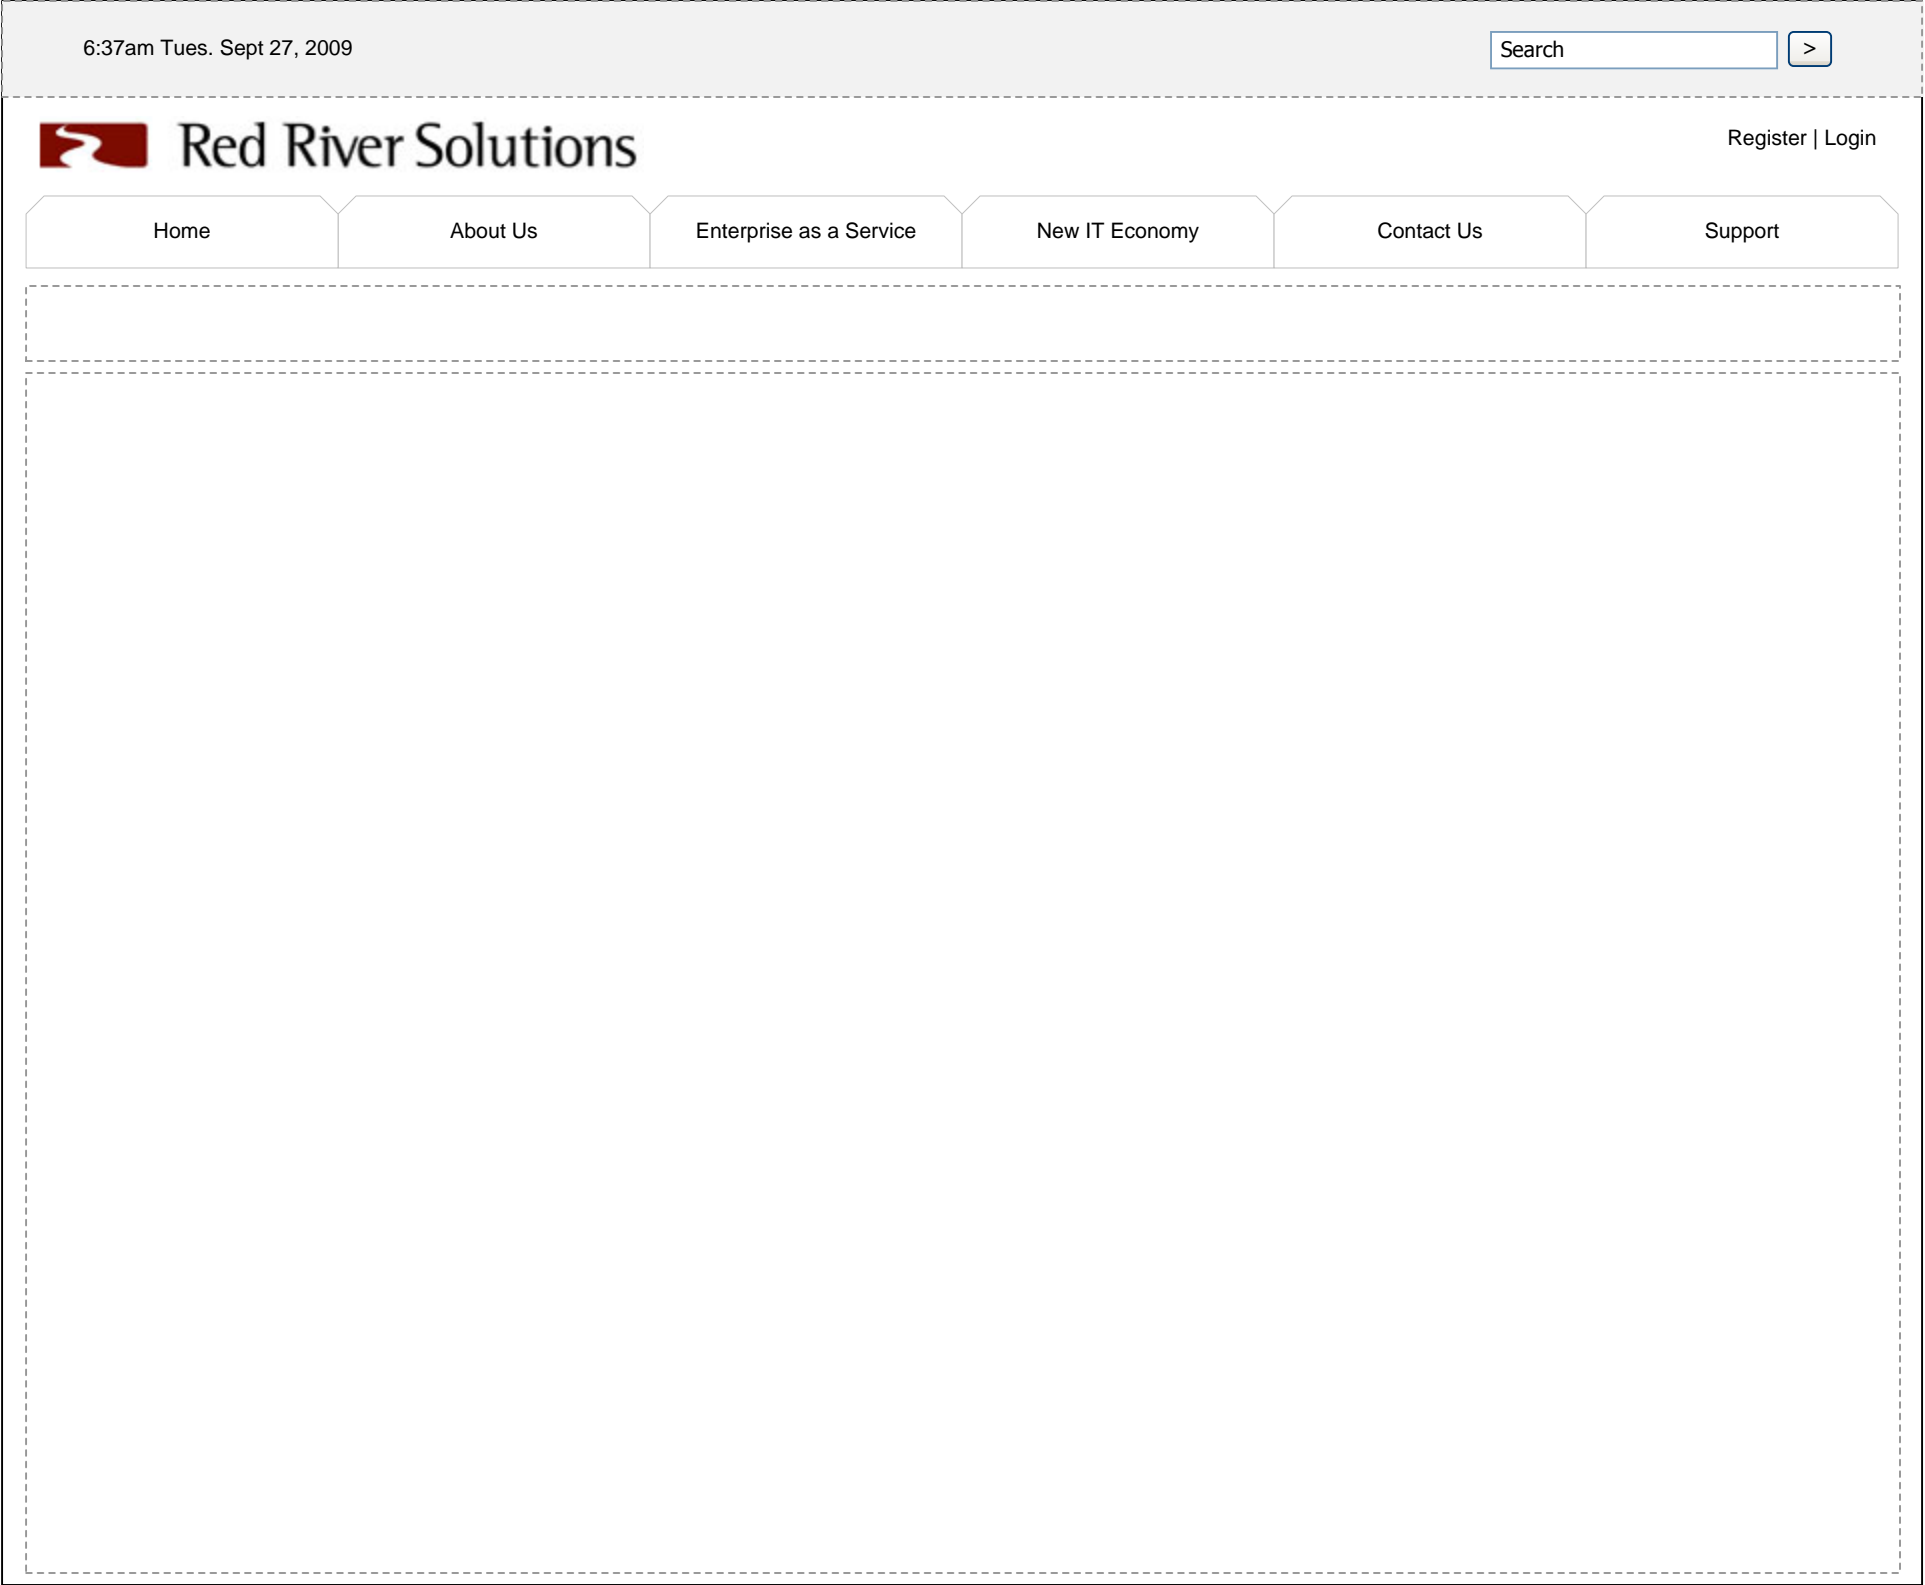 6:37am Tues. Sept 27, 2009
Search
>
Red River Solutions
Register | Login
Home
About Us
Enterprise as a Service
New IT Economy
Contact Us
Support